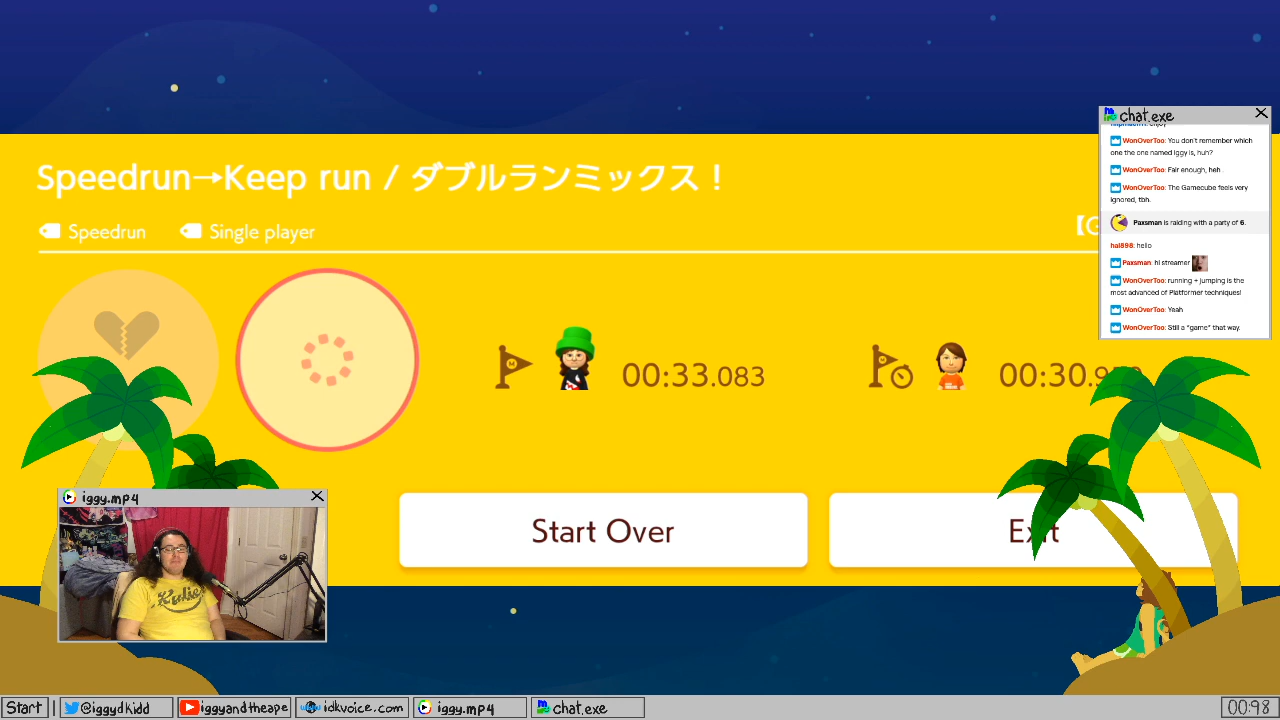 chat.exe
WonOverToo: You don't remember which
one the one named Iggy is, huh?
WonOverToo: Fair enough, heh
WonOverToo: The Gamecube feels very
ignored, tbh.
Paxsman is raiding with a party of 6.
hal898: hello
Paxsman: hi streamer
WonOverToo: running + jumping is the
most advanced of Platformer techniques!
WonOverToo: Yeah
WonOverToo: Still a *game* that way.
Speedrun→Keep run / ダブルランミックス！
Speedrun
Single player
00:33.083
00:30.9
Start Over
Exit
iggy.mp4
Kulie
Start
@iggydkidd
iggyandtheape
idkvoice.com
iggy.mp4
chat.exe
00:98